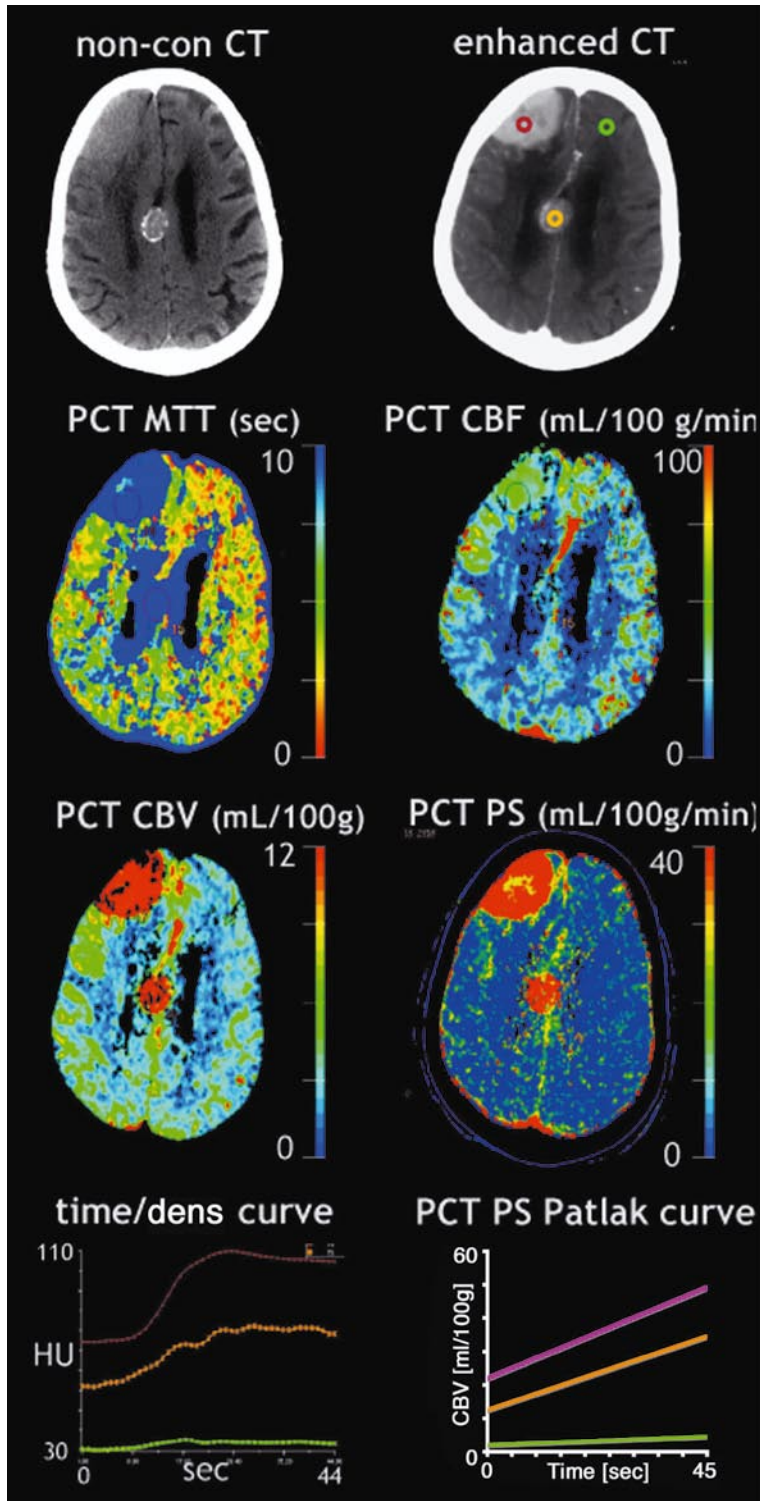 non-con CT
enhanced CT
PCT MTT (sec)
PCT CBF (mL/100 g/min
10
0
100
0
15
15
PCT CBV (mL/100g)
PCT PS (mL/100g/min)
12
0
40
0
time/dens curve
PCT PS Patlak curve
110
HU
30
0
sec
44
60
CBV [ml/100g]
0
0
Time [sec]
45